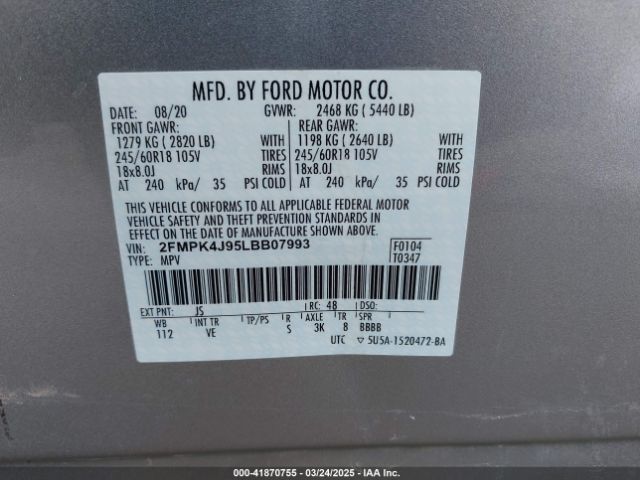 MFD. BY FORD MOTOR CO.
DATE: 08/20 GVWR: 2468 KG ( 5440 LB)
FRONT GAWR: REAR GAWR:
1279 KG ( 2820 LB) WITH 1198 KG ( 2640 LB) WITH
245/60R18 105V TIRES 245/60R18 105V TIRES
18x8.0J RIMS 18x8.0J RIMS
AT 240 kPa/ 35 PSI COLD AT 240 kPa/ 35 PSI COLD
THIS VEHICLE CONFORMS TO ALL APPLICABLE FEDERAL MOTOR
VEHICLE SAFETY AND THEFT PREVENTION STANDARDS IN
EFFECT ON THE DATE OF MANUFACTURE SHOWN ABOVE.
VIN: 2FMPK4J95LBB07993 F0104
TYPE: MPV T0347
EXT PNT: JS RC: 48 DSO:
WB INT TR TP/PS R AXLE TR SPR
112 VE S 3K 8 BBBB
UTC ▽ 5U5A-1520472-BA
000-41870755 — 03/24/2025 — IAA Inc.